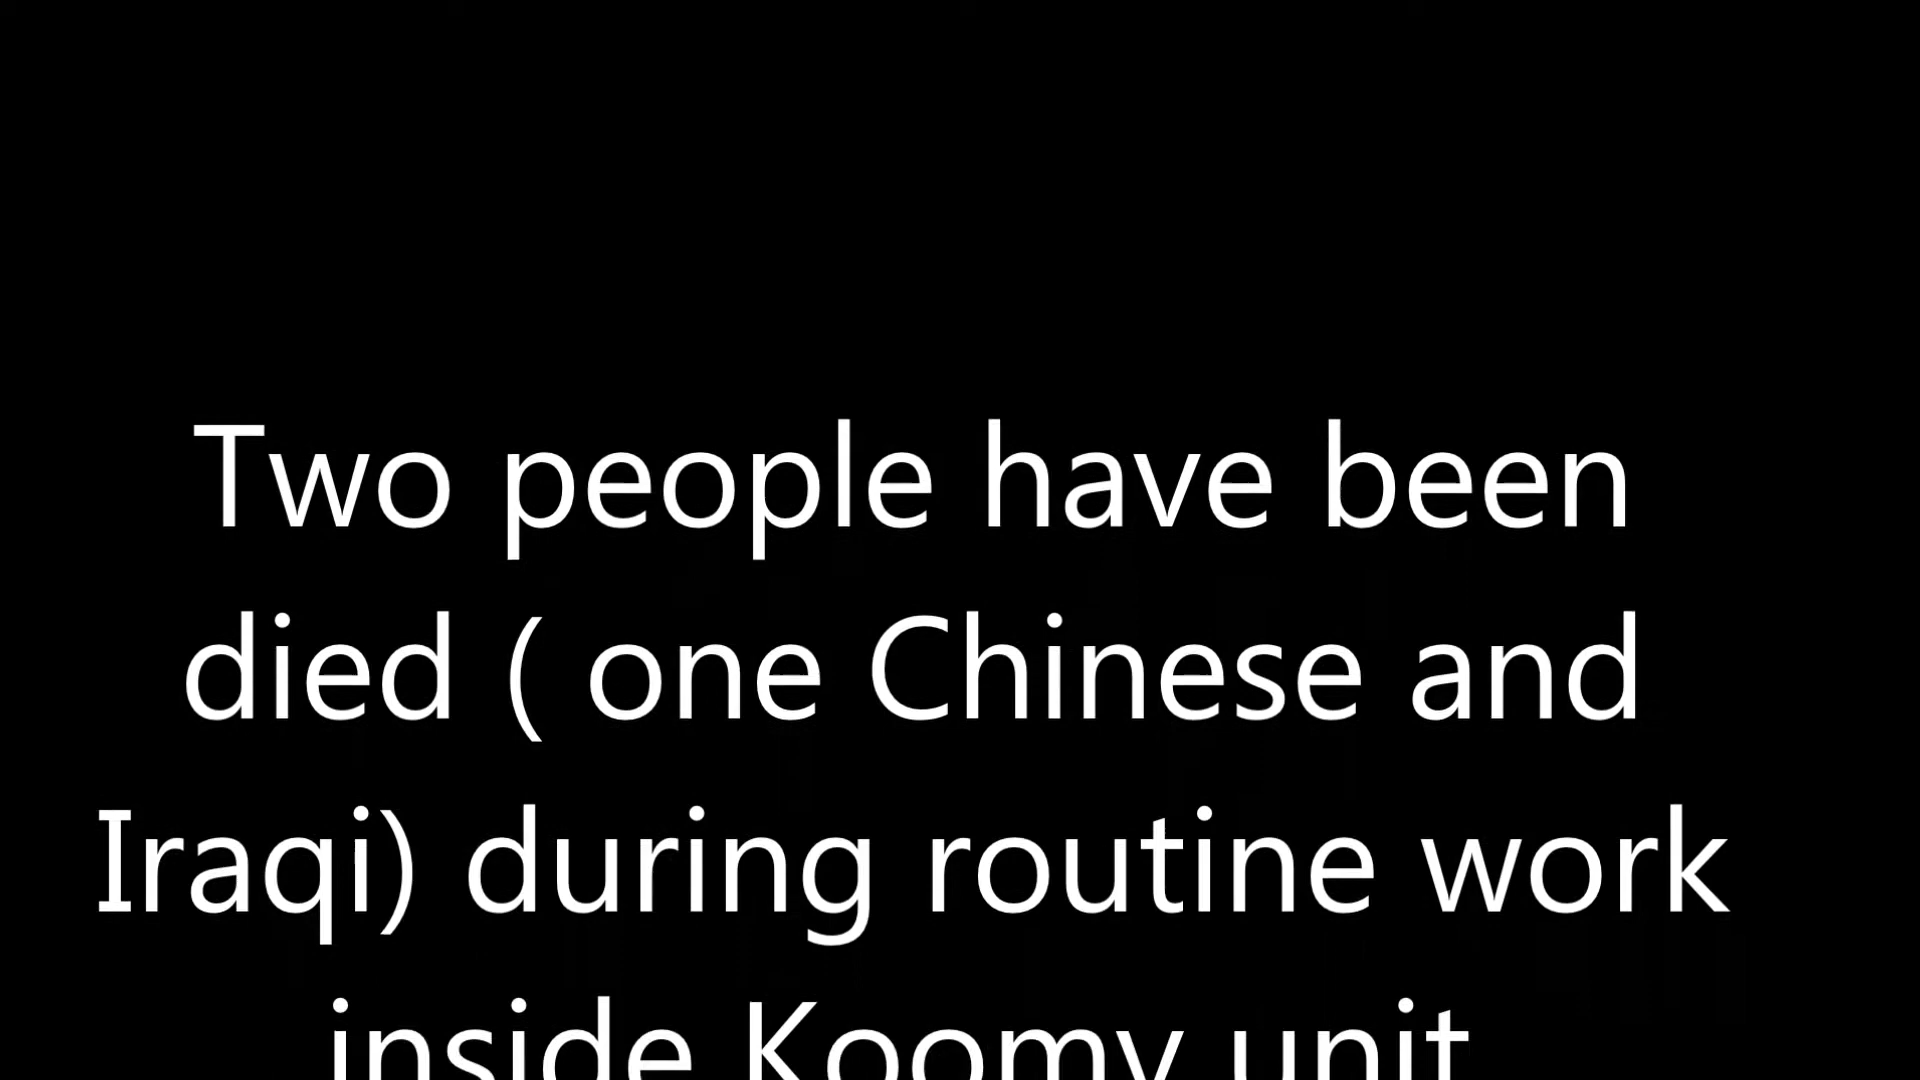 Two people have been
died ( one Chinese and
Iraqi) during routine work
inside Koomy unit